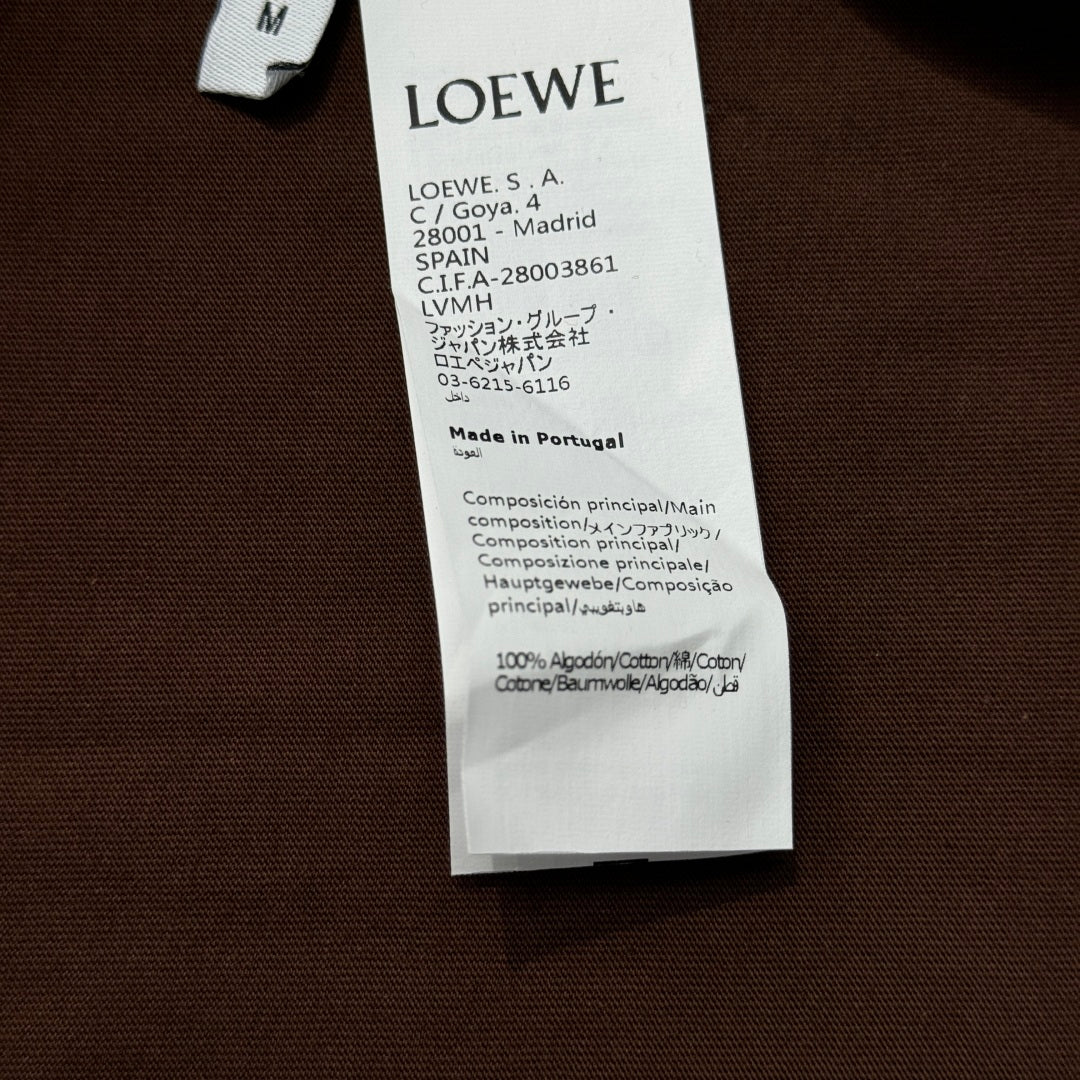 M
LOEWE
LOEWE. S . A.
C / Goya. 4
28001 - Madrid
SPAIN
C.I.F.A-28003861
LVMH
ファッション・グループ ・
ジャパン株式会社
ロエベジャパン
03-6215-6116
داخل
Made in Portugal
العودة
Composición principal/Main
composition/メインファブリック/
Composition principal/
Composizione principale/
Hauptgewebe/Composição
principal/
100% Algodón/Cotton/綿/Coton/
Cotone/Baumwolle/Algodão/قطن